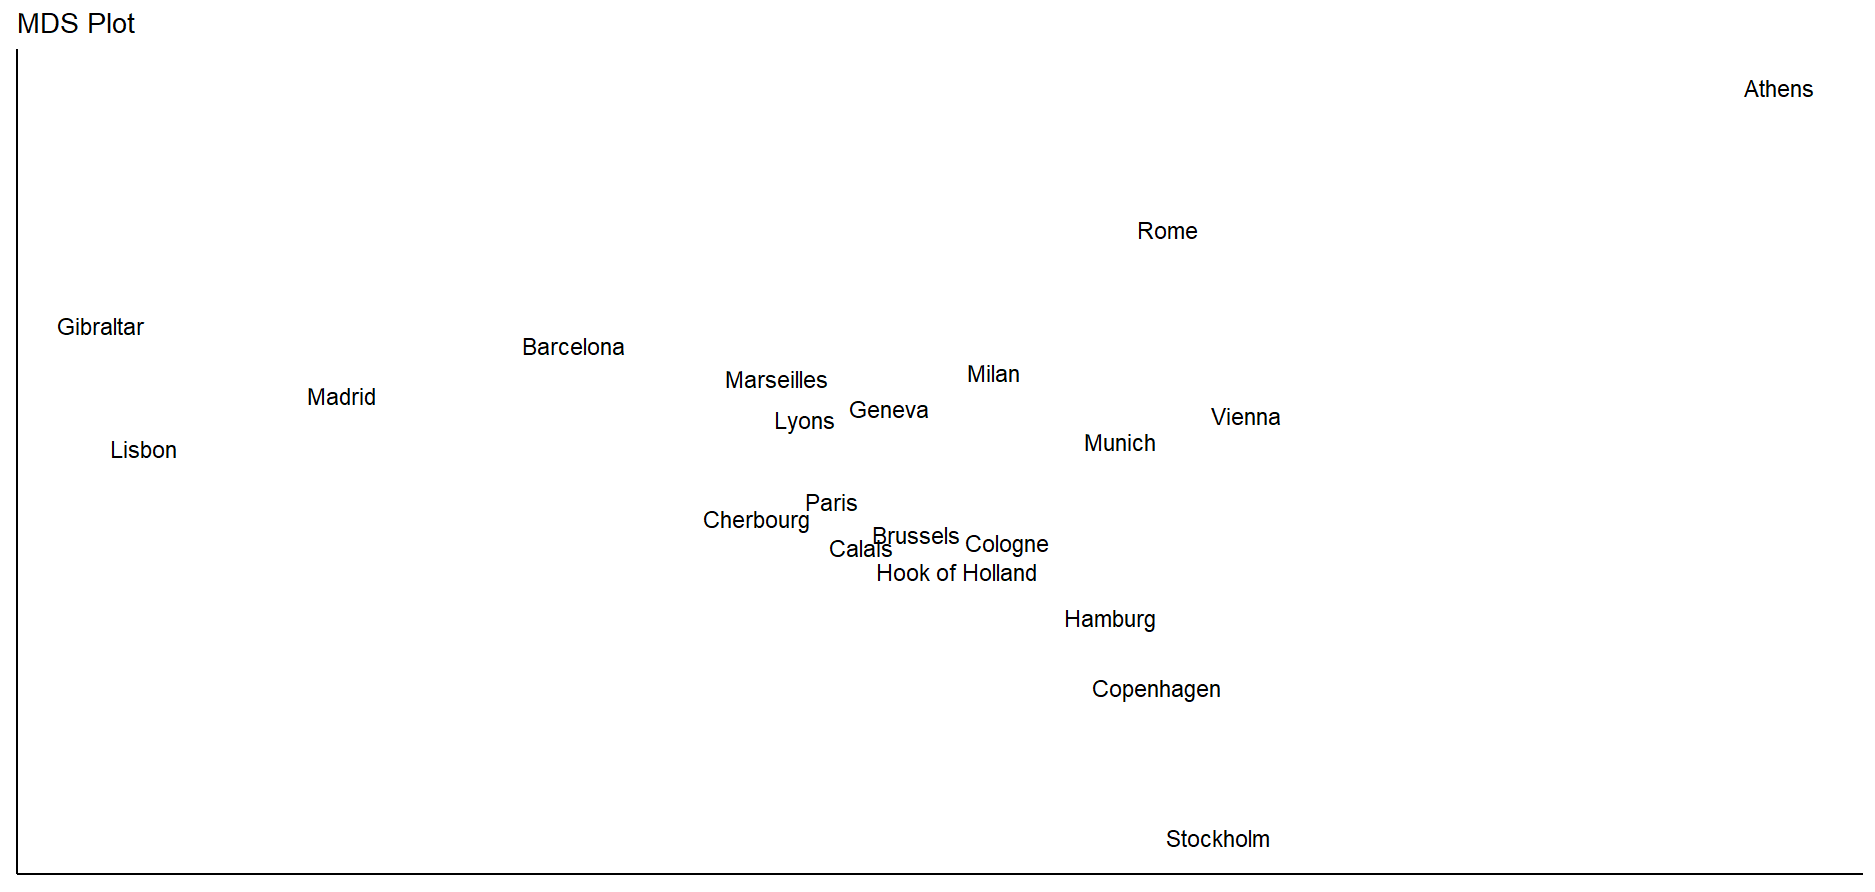 MDS Plot
Athens
Rome
Gibraltar
Barcelona
Milan
Marseilles
Madrid
Geneva
Vienna
Lyons
Munich
Lisbon
Paris
Cherbourg
Brussels
Cologne
Calais
Hook of Holland
Hamburg
Copenhagen
Stockholm